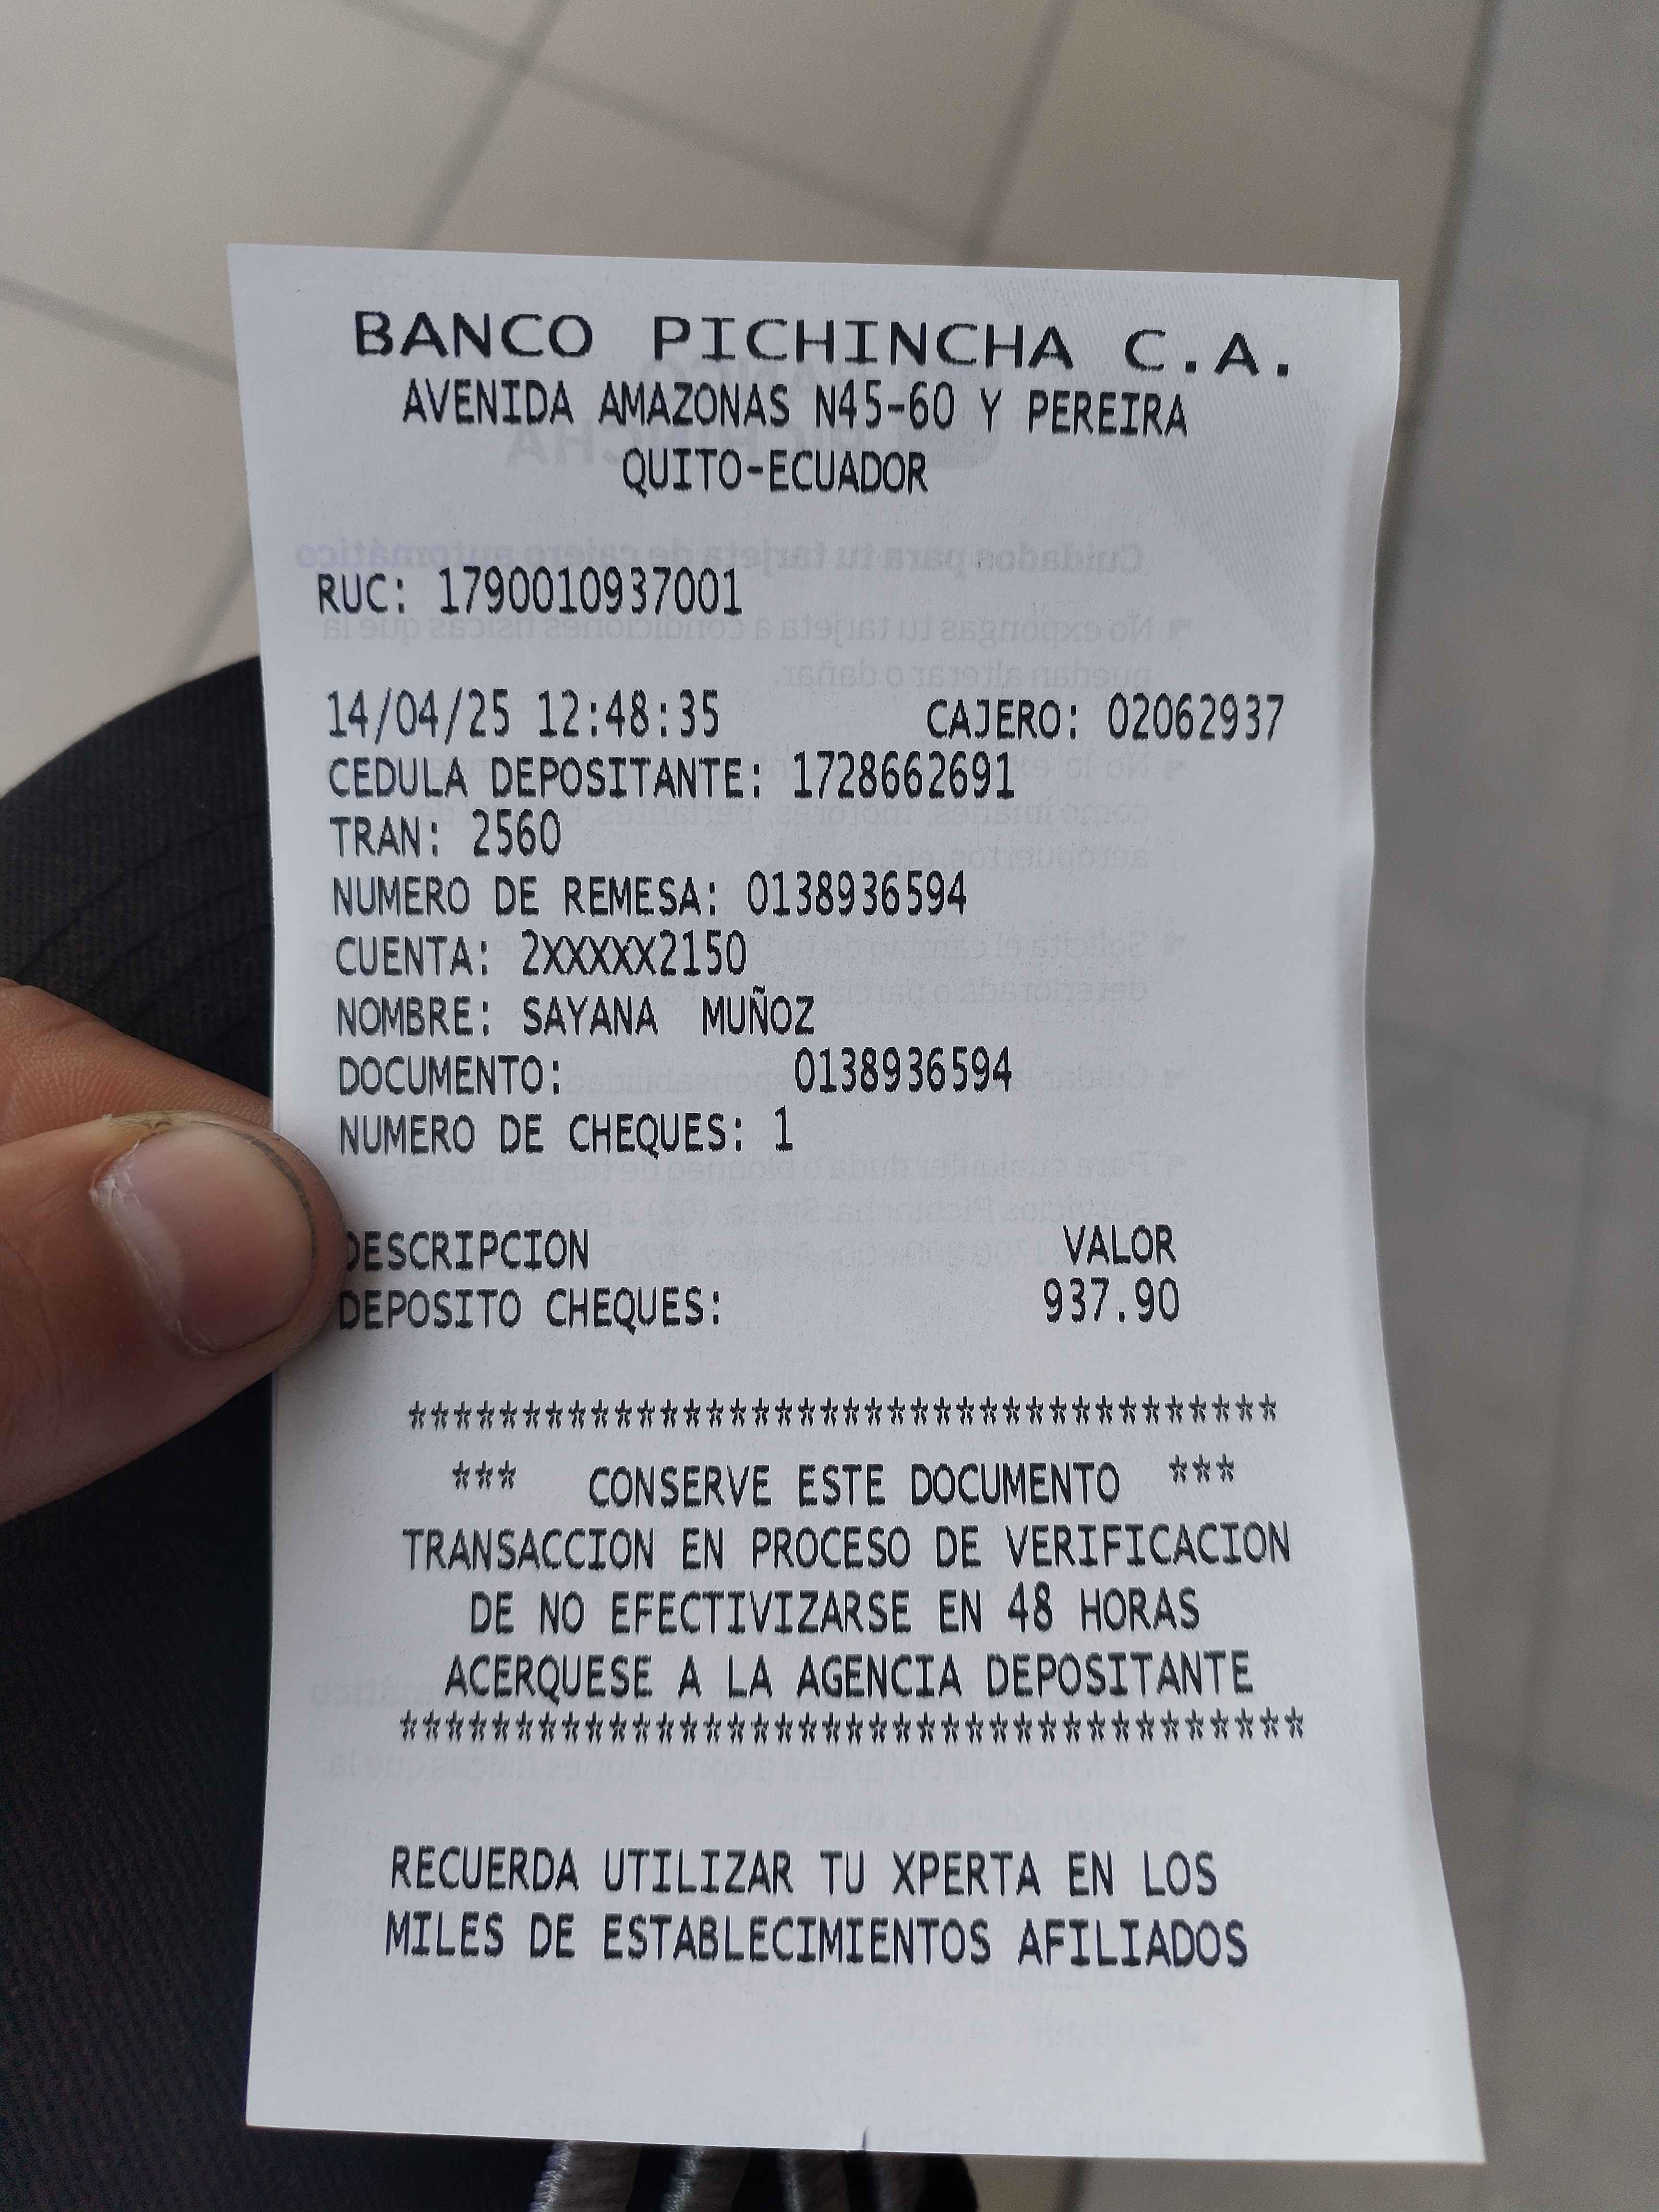 BANCO PICHINCHA C.A.
AVENIDA AMAZONAS N45-60 Y PEREIRA
QUITO-ECUADOR
RUC: 1790010937001
14/04/25 12:48:35 CAJERO: 02062937
CEDULA DEPOSITANTE: 1728662691
TRAN: 2560
NUMERO DE REMESA: 0138936594
CUENTA: 2XXXXX2150
NOMBRE: SAYANA MUÑOZ
DOCUMENTO: 0138936594
NUMERO DE CHEQUES: 1
DESCRIPCION VALOR
DEPOSITO CHEQUES: 937.90
**************************************
*** CONSERVE ESTE DOCUMENTO ***
TRANSACCION EN PROCESO DE VERIFICACION
DE NO EFECTIVIZARSE EN 48 HORAS
ACERQUESE A LA AGENCIA DEPOSITANTE
***************************************
RECUERDA UTILIZAR TU XPERTA EN LOS
MILES DE ESTABLECIMIENTOS AFILIADOS